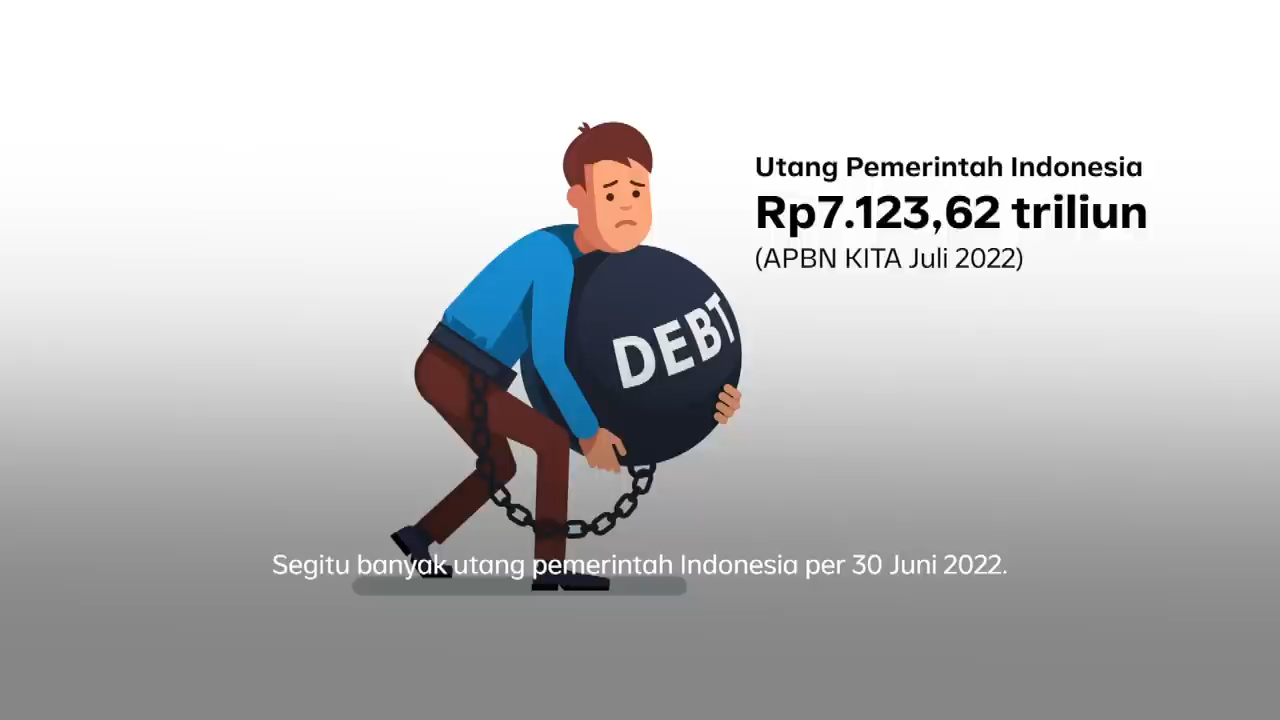 Utang Pemerintah Indonesia
Rp7.123,62 triliun
(APBN KITA Juli 2022)
DEBT
Segitu banyak utang pemerintah Indonesia per 30 Juni 2022.